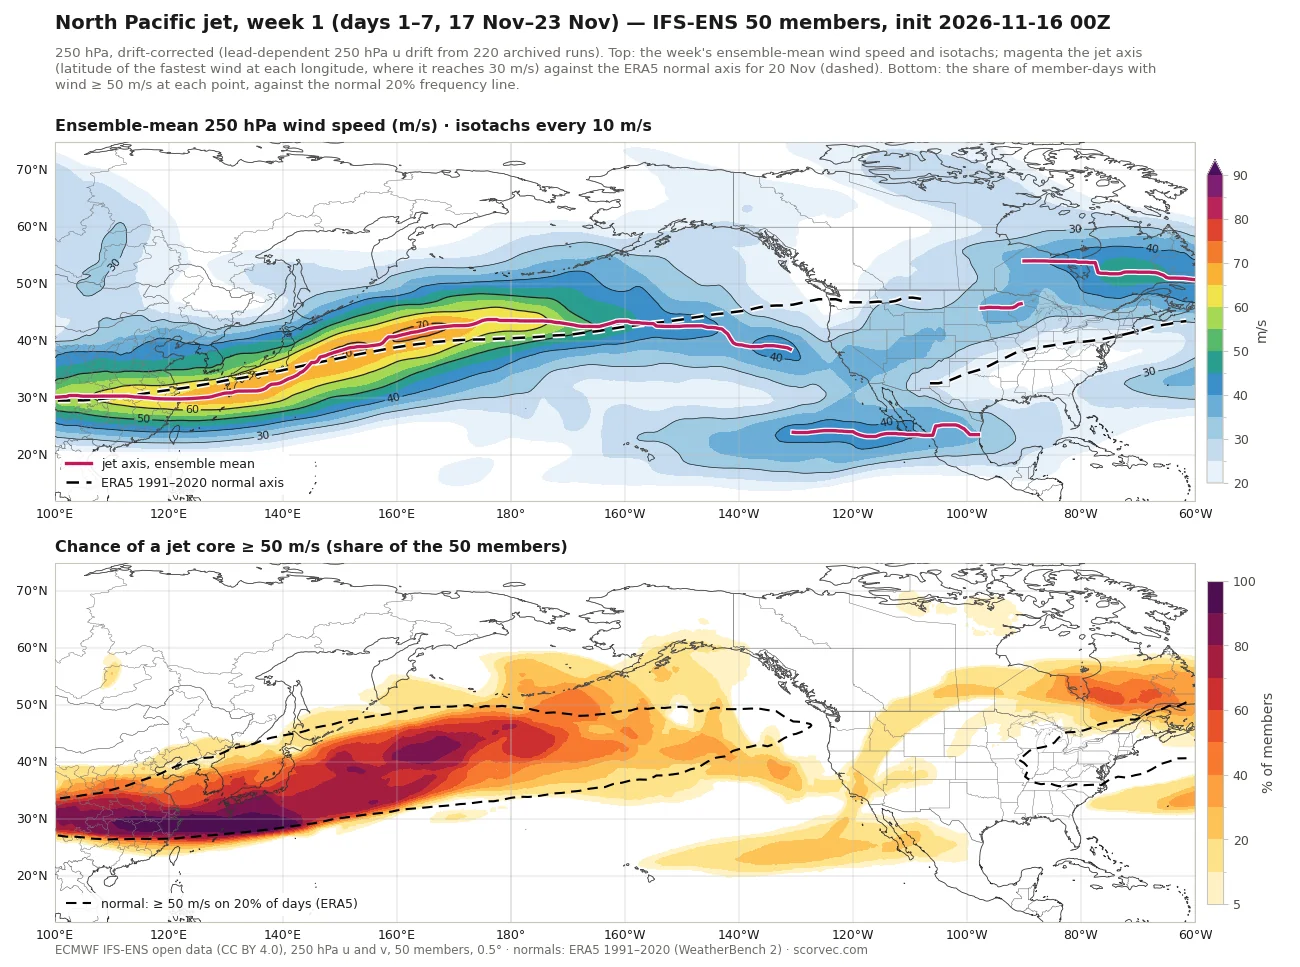 North Pacific jet, week 1 (days 1–7, 17 Nov–23 Nov) — IFS-ENS 50 members, init 2026-11-16 00Z
250 hPa, drift-corrected (lead-dependent 250 hPa u drift from 220 archived runs). Top: the week's ensemble-mean wind speed and isotachs; magenta the jet axis
(latitude of the fastest wind at each longitude, where it reaches 30 m/s) against the ERA5 normal axis for 20 Nov (dashed). Bottom: the share of member-days with
wind ≥ 50 m/s at each point, against the normal 20% frequency line.
Ensemble-mean 250 hPa wind speed (m/s) · isotachs every 10 m/s
70°N
60°N
50°N
40°N
30°N
20°N
30
50
60
30
70
40
40
40
30
40
30
jet axis, ensemble mean
ERA5 1991–2020 normal axis
100°E 120°E 140°E 160°E 180° 160°W 140°W 120°W 100°W 80°W 60°W
90
80
70
60
50
40
30
20
m/s
Chance of a jet core ≥ 50 m/s (share of the 50 members)
70°N
60°N
50°N
40°N
30°N
20°N
normal: ≥ 50 m/s on 20% of days (ERA5)
100°E 120°E 140°E 160°E 180° 160°W 140°W 120°W 100°W 80°W 60°W
100
80
60
40
20
5
% of members
ECMWF IFS-ENS open data (CC BY 4.0), 250 hPa u and v, 50 members, 0.5° · normals: ERA5 1991–2020 (WeatherBench 2) · scorvec.com